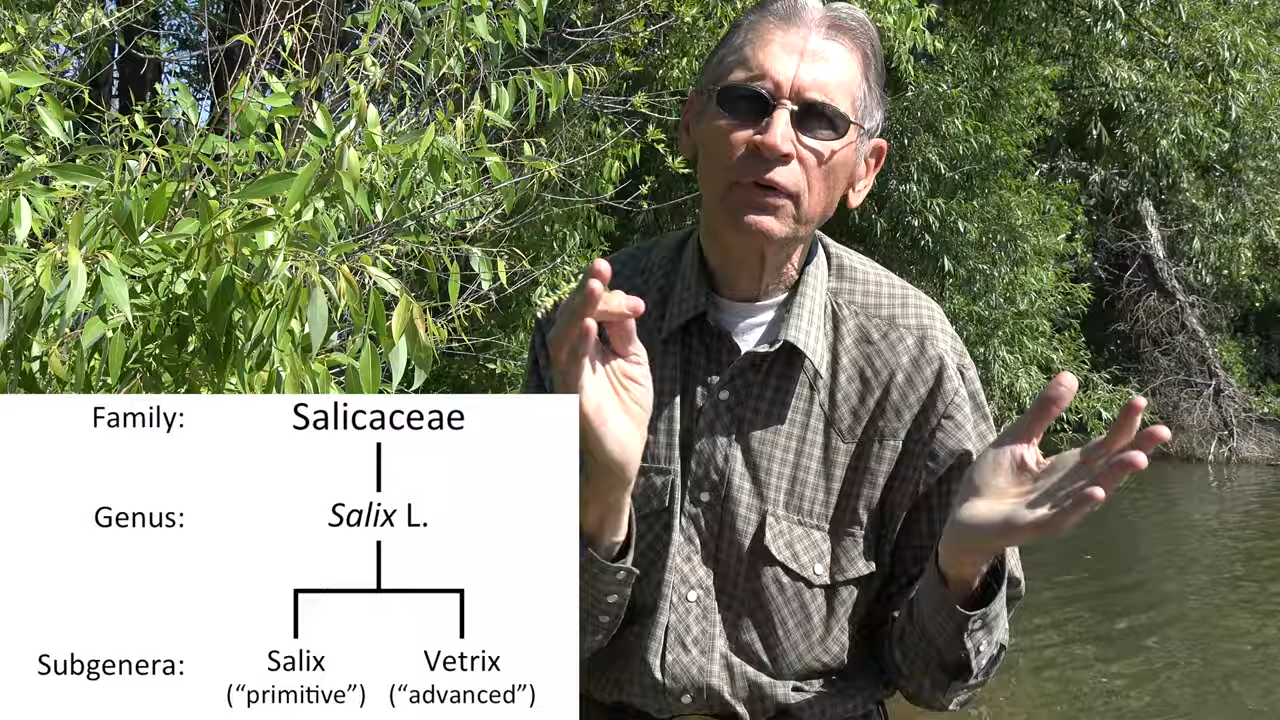 Family: Salicaceae
Genus: Salix L.
Subgenera: Salix Vetrix
(“primitive”) (“advanced”)